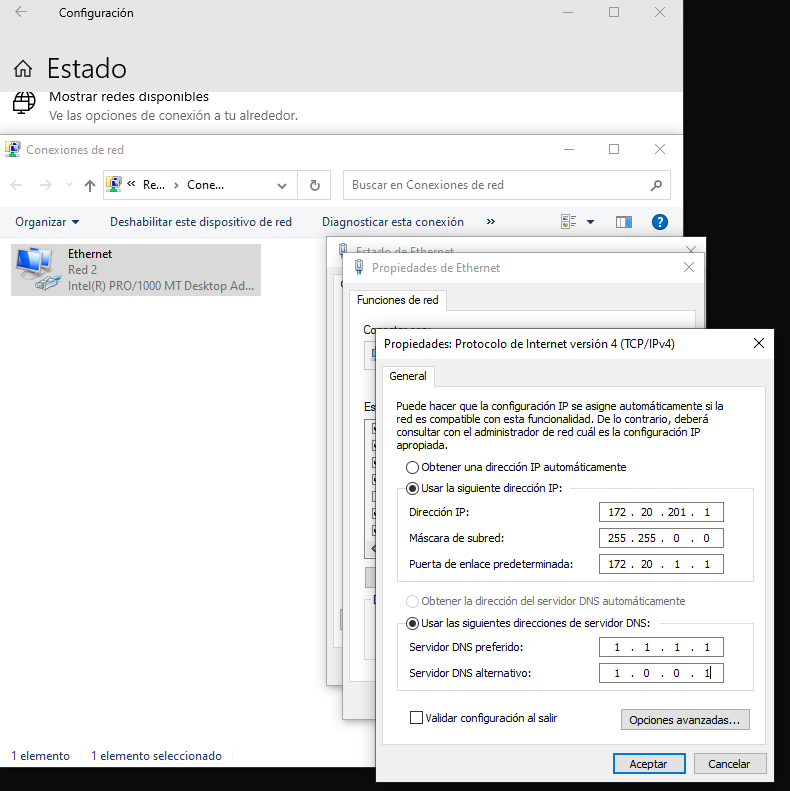 Configuración
Estado
Mostrar redes disponibles
Ve las opciones de conexión a tu alrededor.
Conexiones de red
« Re... › Cone...
Buscar en Conexiones de red
Organizar
Deshabilitar este dispositivo de red
Diagnosticar esta conexión
»
?
Ethernet
Red 2
Intel(R) PRO/1000 MT Desktop Ad...
Estado de Ethernet
Propiedades de Ethernet
Funciones de red
Propiedades: Protocolo de Internet versión 4 (TCP/IPv4)
General
Puede hacer que la configuración IP se asigne automáticamente si la
red es compatible con esta funcionalidad. De lo contrario, deberá
consultar con el administrador de red cuál es la configuración IP
apropiada.
Obtener una dirección IP automáticamente
Usar la siguiente dirección IP:
Dirección IP: 172 . 20 . 201 . 1
Máscara de subred: 255 . 255 . 0 . 0
Puerta de enlace predeterminada: 172 . 20 . 1 . 1
Obtener la dirección del servidor DNS automáticamente
Usar las siguientes direcciones de servidor DNS:
Servidor DNS preferido: 1 . 1 . 1 . 1
Servidor DNS alternativo: 1 . 0 . 0 . 1
Validar configuración al salir
Opciones avanzadas...
Aceptar
Cancelar
1 elemento
1 elemento seleccionado